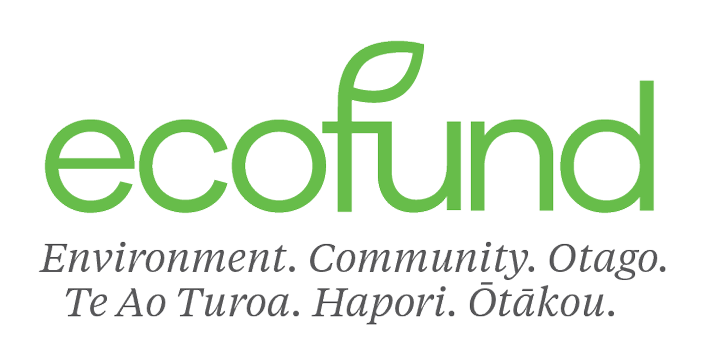 ecofund
Environment. Community. Otago.
Te Ao Turoa. Hapori. Ōtākou.